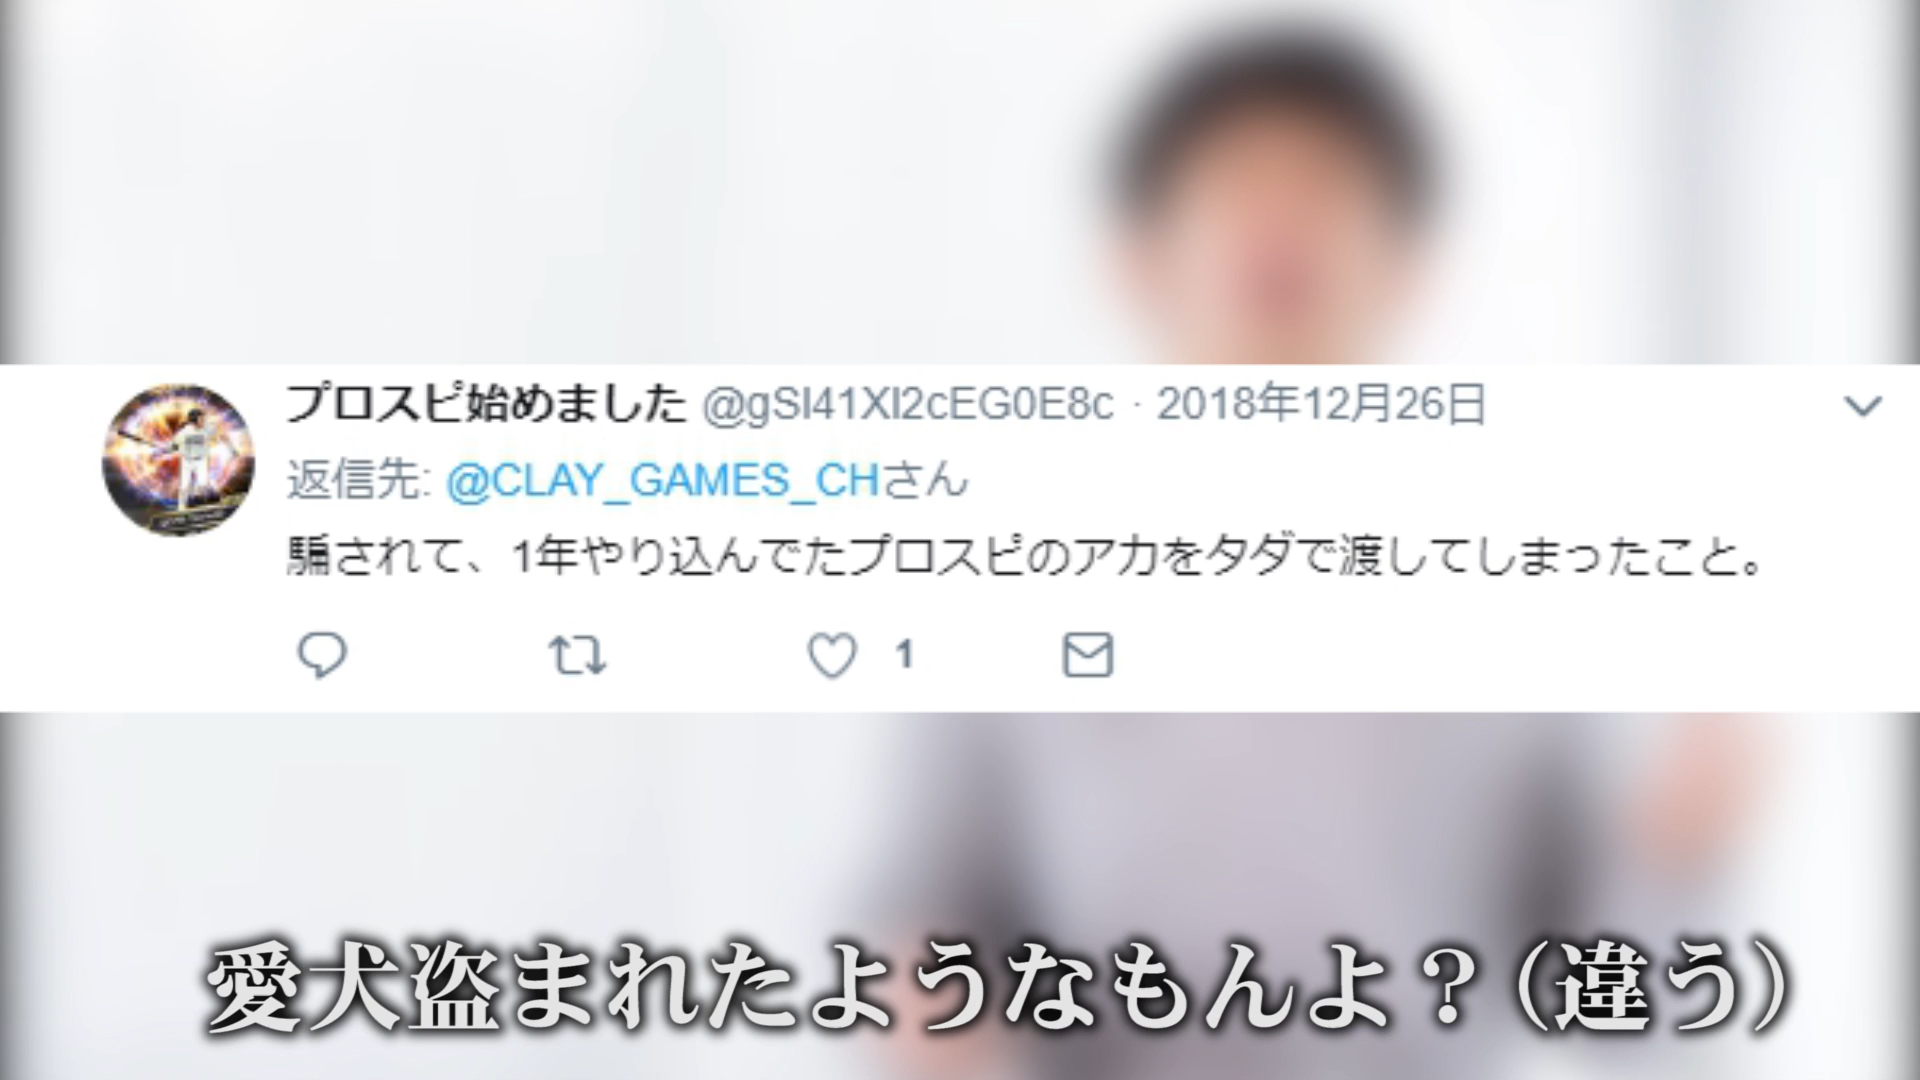 プロスピ始めました @gSI41XI2cEG0E8c · 2018年12月26日
返信先: @CLAY_GAMES_CHさん
騙されて、1年やり込んでたプロスピのアカをタダで渡してしまったこと。
1
愛犬盗まれたようなもんよ？（違う）